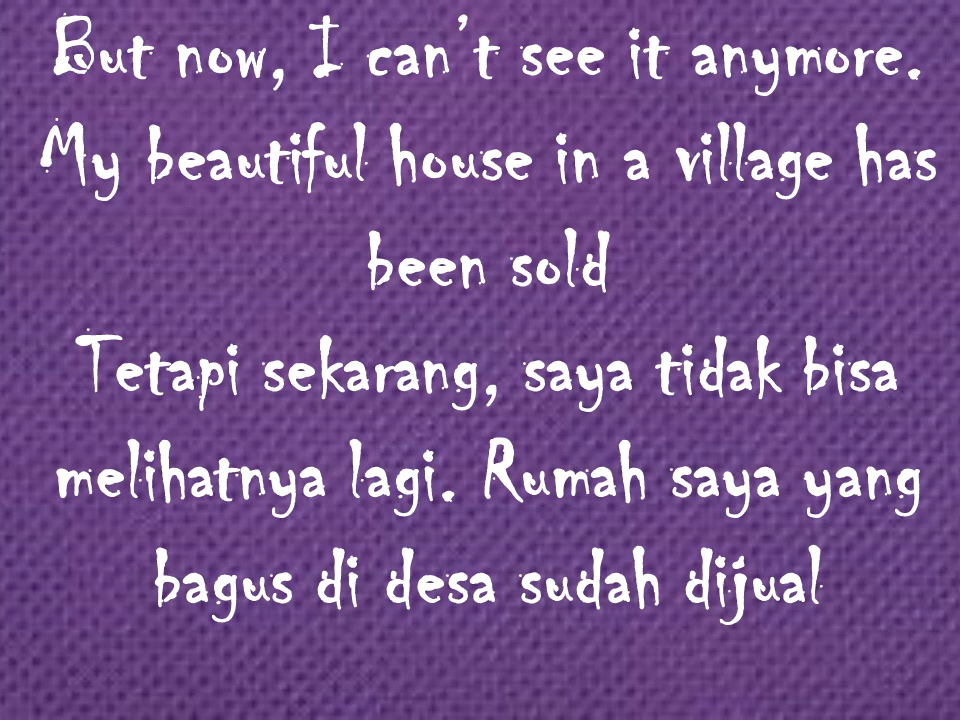 But now, I can't see it anymore.
My beautiful house in a village has
been sold
Tetapi sekarang, saya tidak bisa
melihatnya lagi. Rumah saya yang
bagus di desa sudah dijual